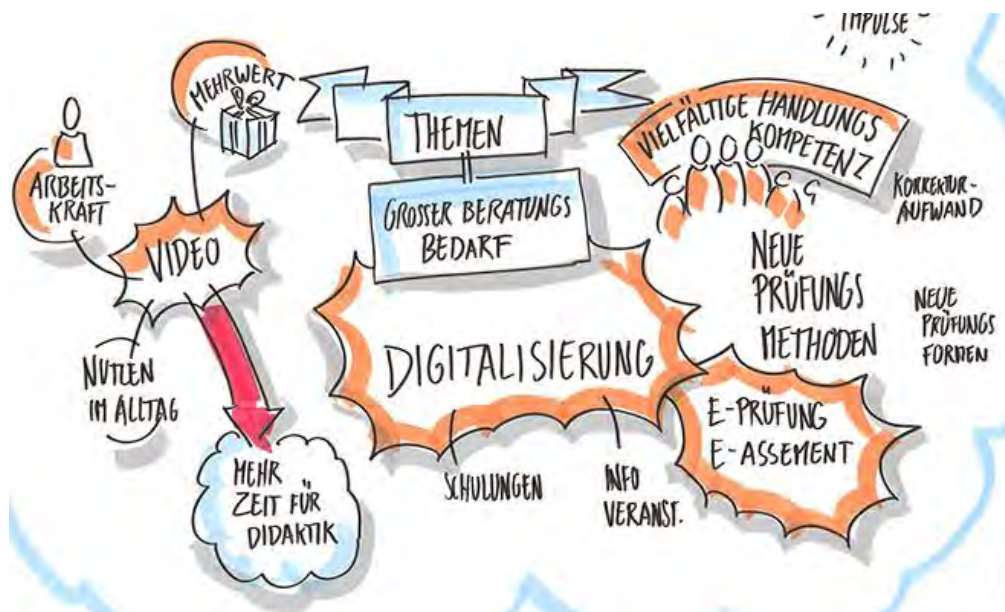 IMPULSE
MEHRWERT
THEMEN
VIELFÄLTIGE HANDLUNGS
KOMPETENZ
ARBEITS-
KRAFT
GROSSER BERATUNGS
BEDARF
KORREKTUR-
AUFWAND
VIDEO
NEUE
PRÜFUNGS
METHODEN
NEUE
PRÜFUNGS
FORMEN
DIGITALISIERUNG
NUTZEN
IM ALLTAG
E-PRÜFUNG
E-ASSEMENT
MEHR
ZEIT FÜR
DIDAKTIK
SCHULUNGEN
INFO
VERANST.